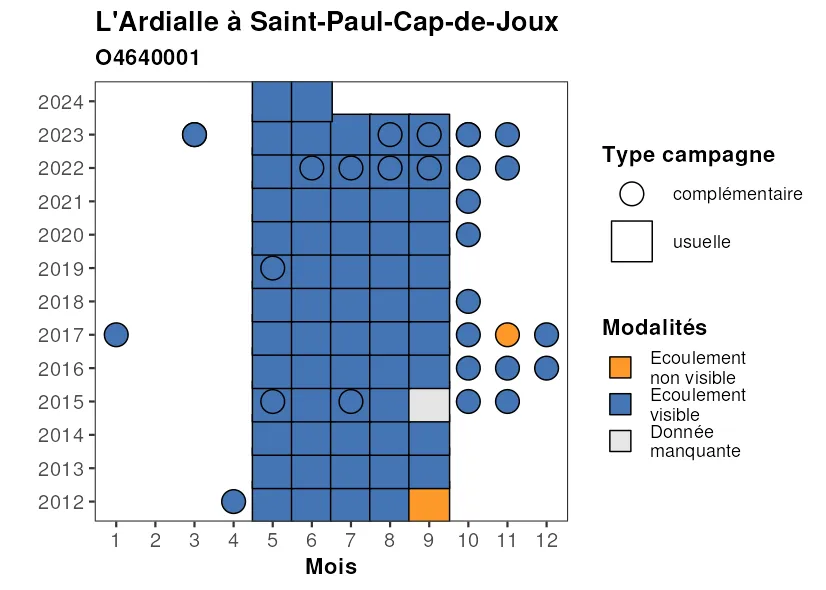 L'Ardialle à Saint-Paul-Cap-de-Joux
O4640001
2024
2023
2022
2021
2020
2019
2018
2017
2016
2015
2014
2013
2012
1 2 3 4 5 6 7 8 9 10 11 12
Mois
Type campagne
complémentaire
usuelle
Modalités
Ecoulement
non visible
Ecoulement
visible
Donnée
manquante